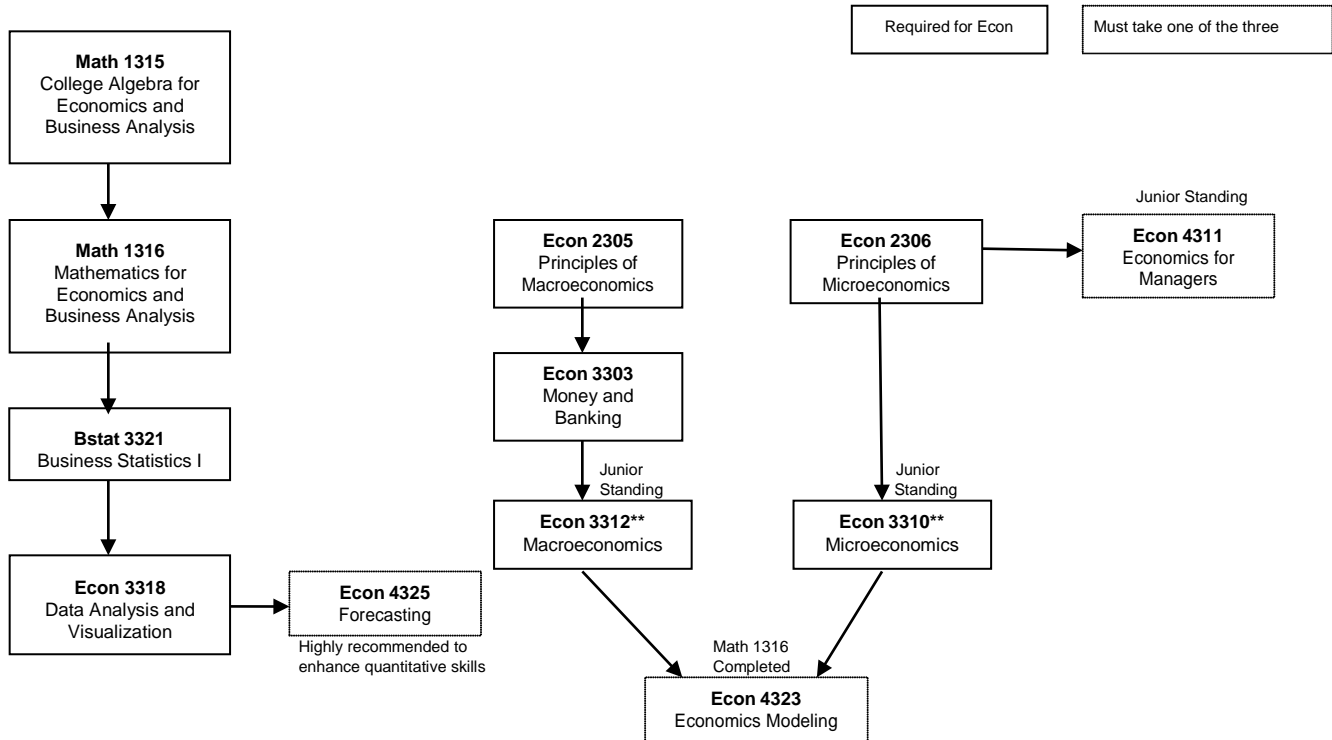 Required for Econ
Must take one of the three
Math 1315
College Algebra for
Economics and
Business Analysis
Math 1316
Mathematics for
Economics and
Business Analysis
Bstat 3321
Business Statistics I
Econ 3318
Data Analysis and
Visualization
Econ 4325
Forecasting
Highly recommended to
enhance quantitative skills
Econ 2305
Principles of
Macroeconomics
Econ 3303
Money and
Banking
Junior
Standing
Econ 3312**
Macroeconomics
Econ 2306
Principles of
Microeconomics
Junior Standing
Econ 4311
Economics for
Managers
Junior
Standing
Econ 3310**
Microeconomics
Math 1316
Completed
Econ 4323
Economics Modeling